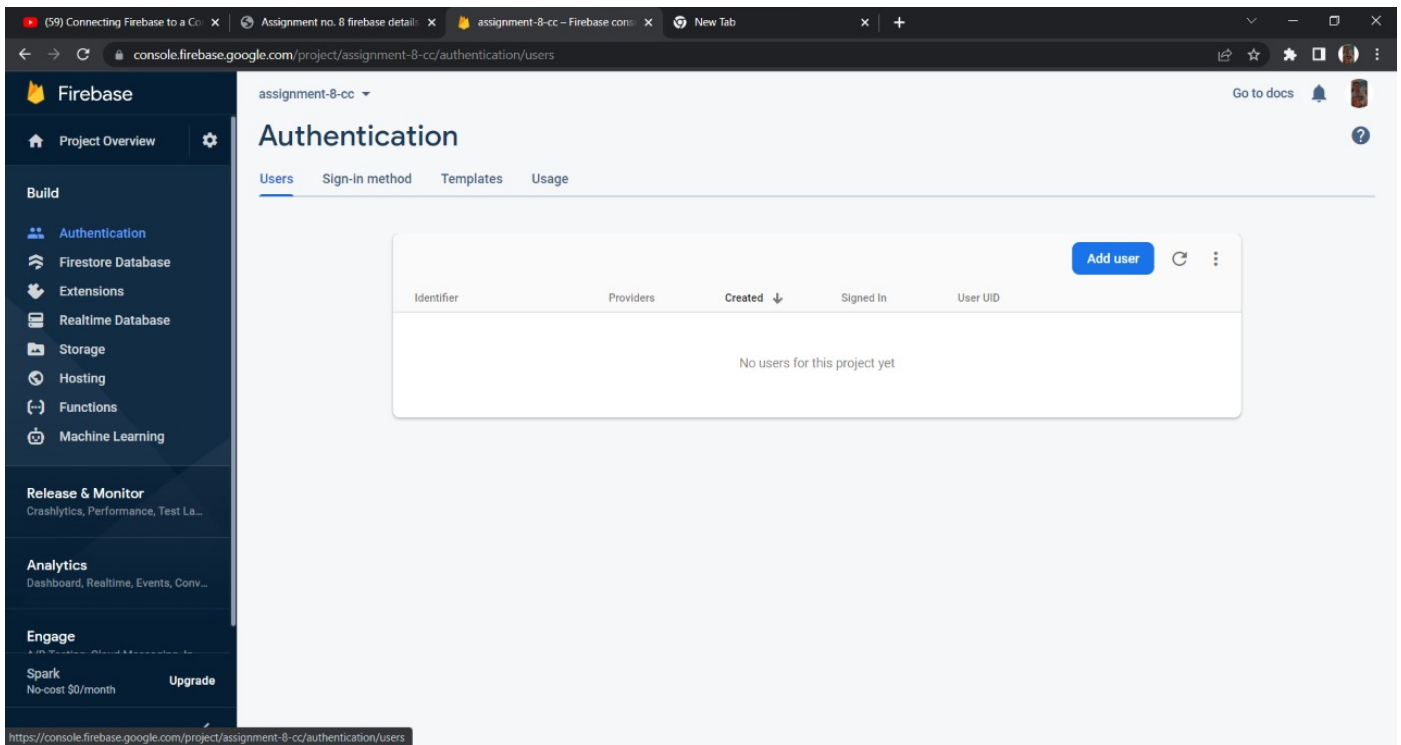 (59) Connecting Firebase to a Co
Assignment no. 8 firebase details
assignment-8-cc – Firebase cons
New Tab
console.firebase.google.com/project/assignment-8-cc/authentication/users
Firebase
assignment-8-cc
Go to docs
Project Overview
Authentication
Users Sign-in method Templates Usage
Build
Authentication
Firestore Database
Extensions
Realtime Database
Storage
Hosting
Functions
Machine Learning
Add user
Identifier Providers Created Signed In User UID
No users for this project yet
Release & Monitor
Crashlytics, Performance, Test La...
Analytics
Dashboard, Realtime, Events, Conv...
Engage
Spark
No-cost $0/month
Upgrade
https://console.firebase.google.com/project/assignment-8-cc/authentication/users